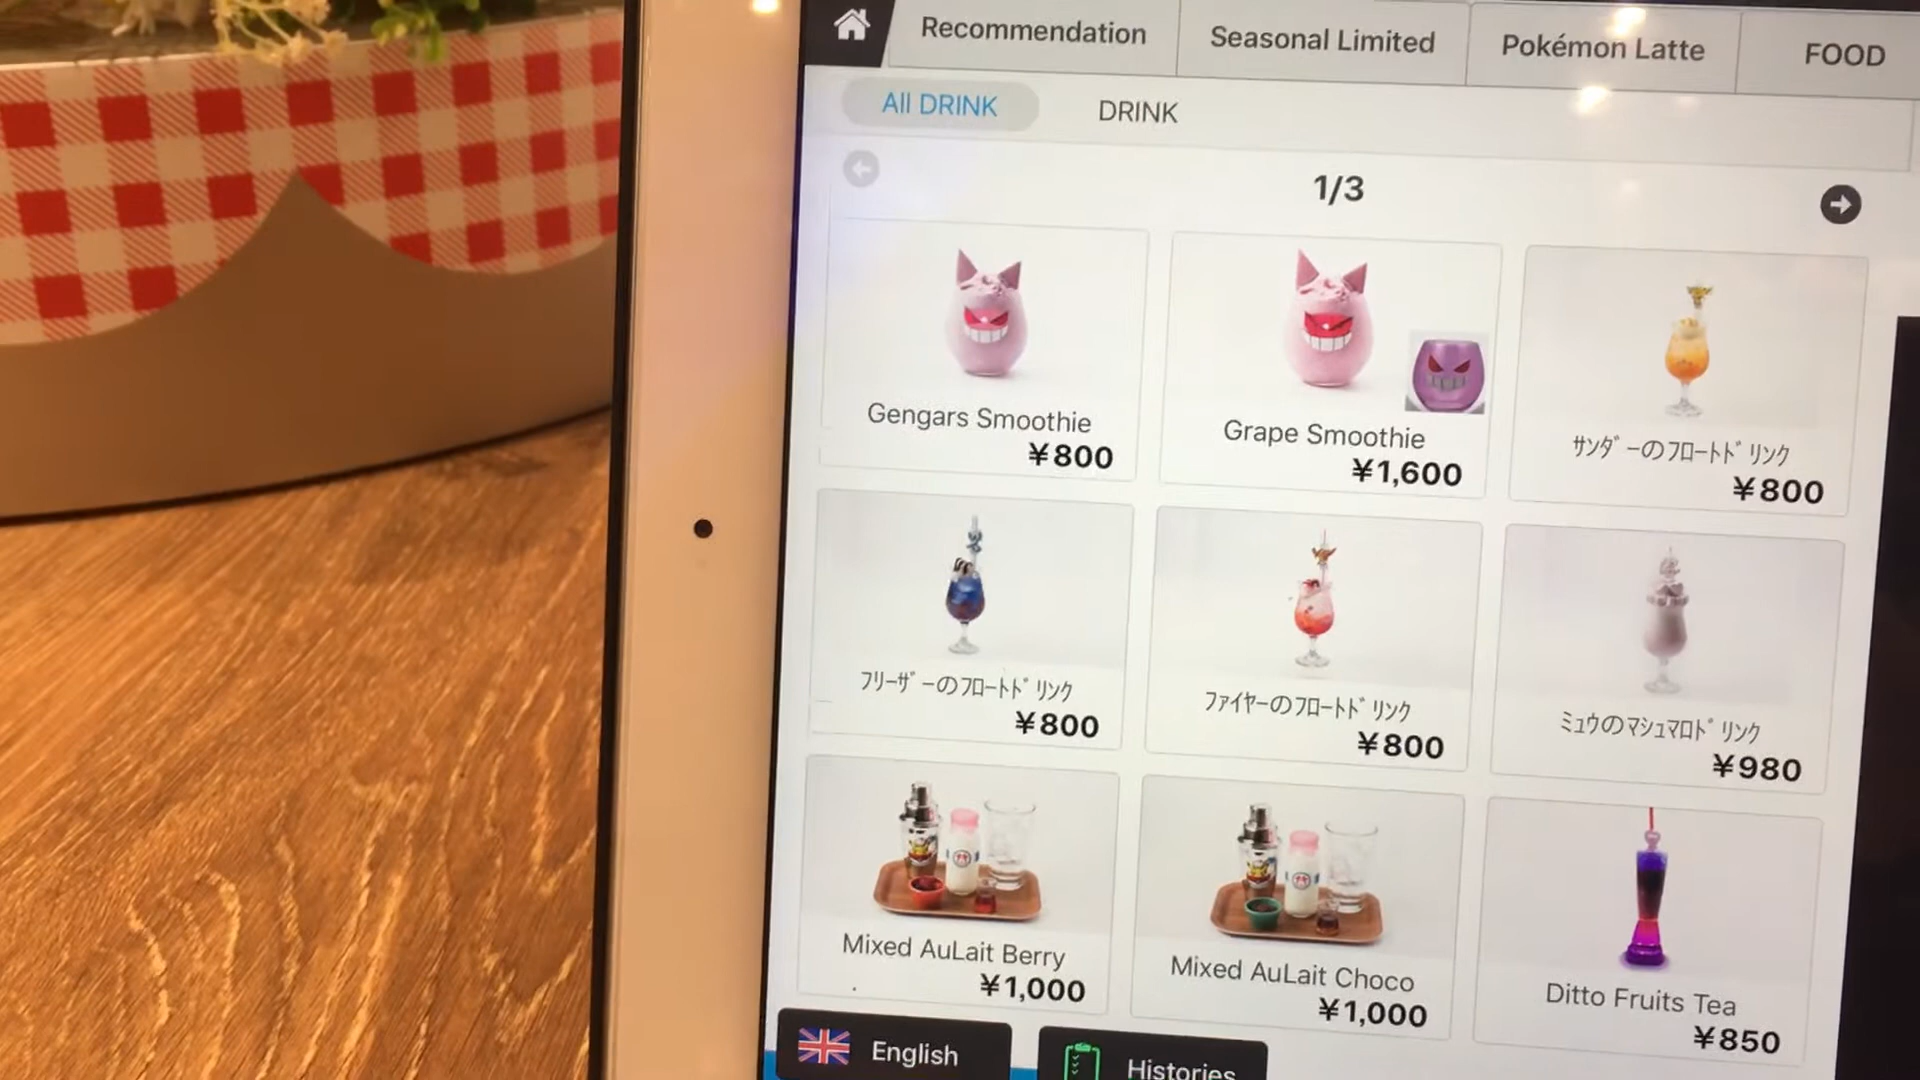 Recommendation
Seasonal Limited
Pokémon Latte
FOOD
All DRINK
DRINK
1/3
Gengars Smoothie
¥800
Grape Smoothie
¥1,600
ｻﾝﾀﾞｰのﾌﾛｰﾄﾄﾞﾘﾝｸ
¥800
ﾌﾘｰｻﾞｰのﾌﾛｰﾄﾄﾞﾘﾝｸ
¥800
ﾌｧｲﾔｰのﾌﾛｰﾄﾄﾞﾘﾝｸ
¥800
ﾐｭｳのﾏｼｭﾏﾛﾄﾞﾘﾝｸ
¥980
Mixed AuLait Berry
¥1,000
Mixed AuLait Choco
¥1,000
Ditto Fruits Tea
¥850
English
Histories